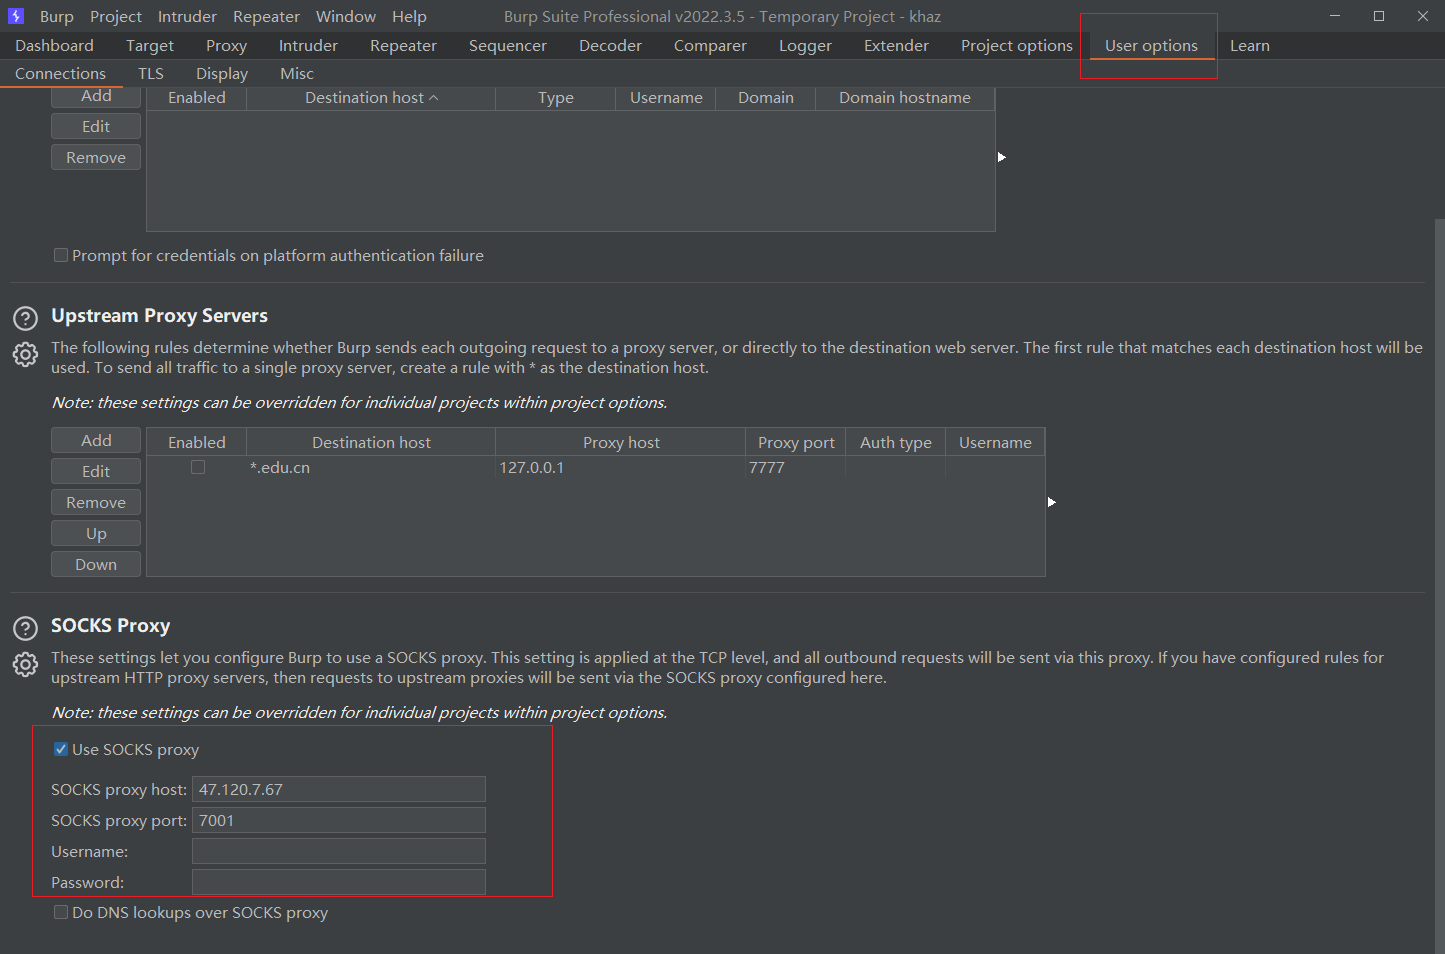 Burp Project Intruder Repeater Window Help Burp Suite Professional v2022.3.5 - Temporary Project - khaz
Dashboard Target Proxy Intruder Repeater Sequencer Decoder Comparer Logger Extender Project options User options Learn
Connections TLS Display Misc
Add Enabled Destination host Type Username Domain Domain hostname
Edit
Remove
Prompt for credentials on platform authentication failure
Upstream Proxy Servers
The following rules determine whether Burp sends each outgoing request to a proxy server, or directly to the destination web server. The first rule that matches each destination host will be
used. To send all traffic to a single proxy server, create a rule with * as the destination host.
Note: these settings can be overridden for individual projects within project options.
Add Enabled Destination host Proxy host Proxy port Auth type Username
Edit *.edu.cn 127.0.0.1 7777
Remove
Up
Down
SOCKS Proxy
These settings let you configure Burp to use a SOCKS proxy. This setting is applied at the TCP level, and all outbound requests will be sent via this proxy. If you have configured rules for
upstream HTTP proxy servers, then requests to upstream proxies will be sent via the SOCKS proxy configured here.
Note: these settings can be overridden for individual projects within project options.
Use SOCKS proxy
SOCKS proxy host: 47.120.7.67
SOCKS proxy port: 7001
Username:
Password:
Do DNS lookups over SOCKS proxy